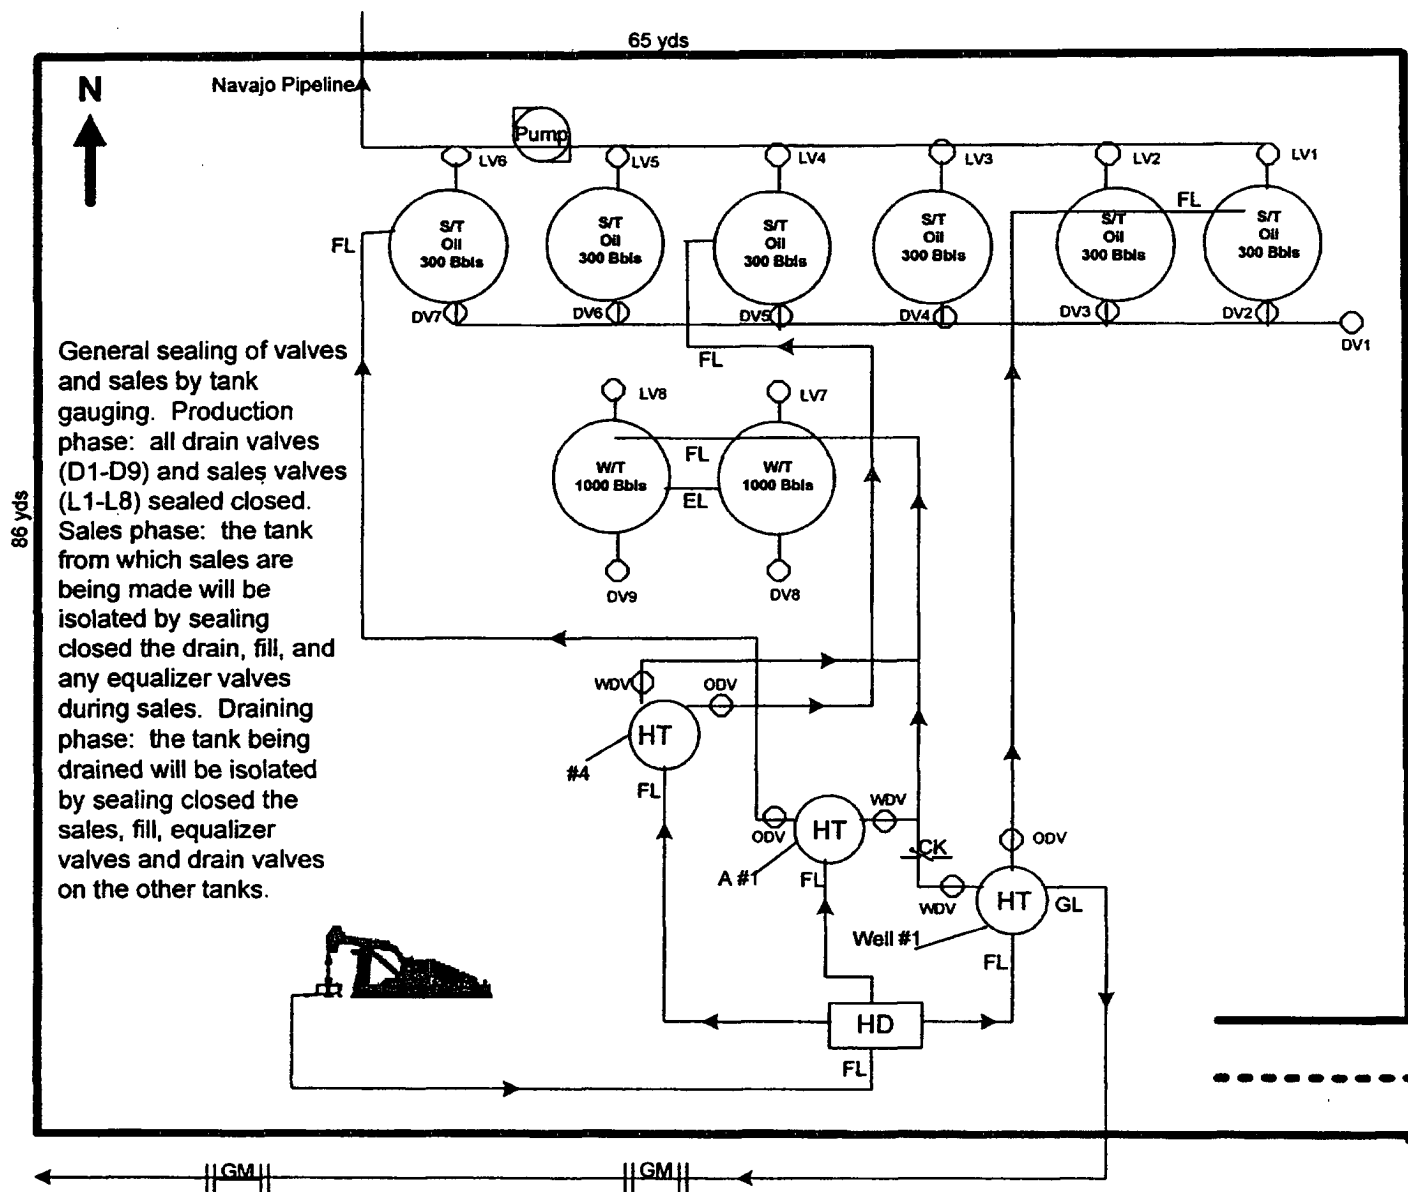 65 yds
N
Navajo Pipeline
Pump
LV6
LV5
LV4
LV3
LV2
LV1
FL
S/T
Oil
300 Bbls
S/T
Oil
300 Bbls
S/T
Oil
300 Bbls
S/T
Oil
300 Bbls
S/T
Oil
300 Bbls
S/T
Oil
300 Bbls
FL
DV7
DV6
DV5
DV4
DV3
DV2
DV1
FL
General sealing of valves
and sales by tank
gauging. Production
phase: all drain valves
(D1-D9) and sales valves
(L1-L8) sealed closed.
Sales phase: the tank
from which sales are
being made will be
isolated by sealing
closed the drain, fill, and
any equalizer valves
during sales. Draining
phase: the tank being
drained will be isolated
by sealing closed the
sales, fill, equalizer
valves and drain valves
on the other tanks.
86 yds
LV8
LV7
FL
W/T
1000 Bbls
W/T
1000 Bbls
EL
DV9
DV8
WDV
ODV
HT
#4
FL
ODV
HT
WDV
A #1
FL
CK
ODV
WDV
HT
GL
Well #1
FL
HD
FL
GM
GM